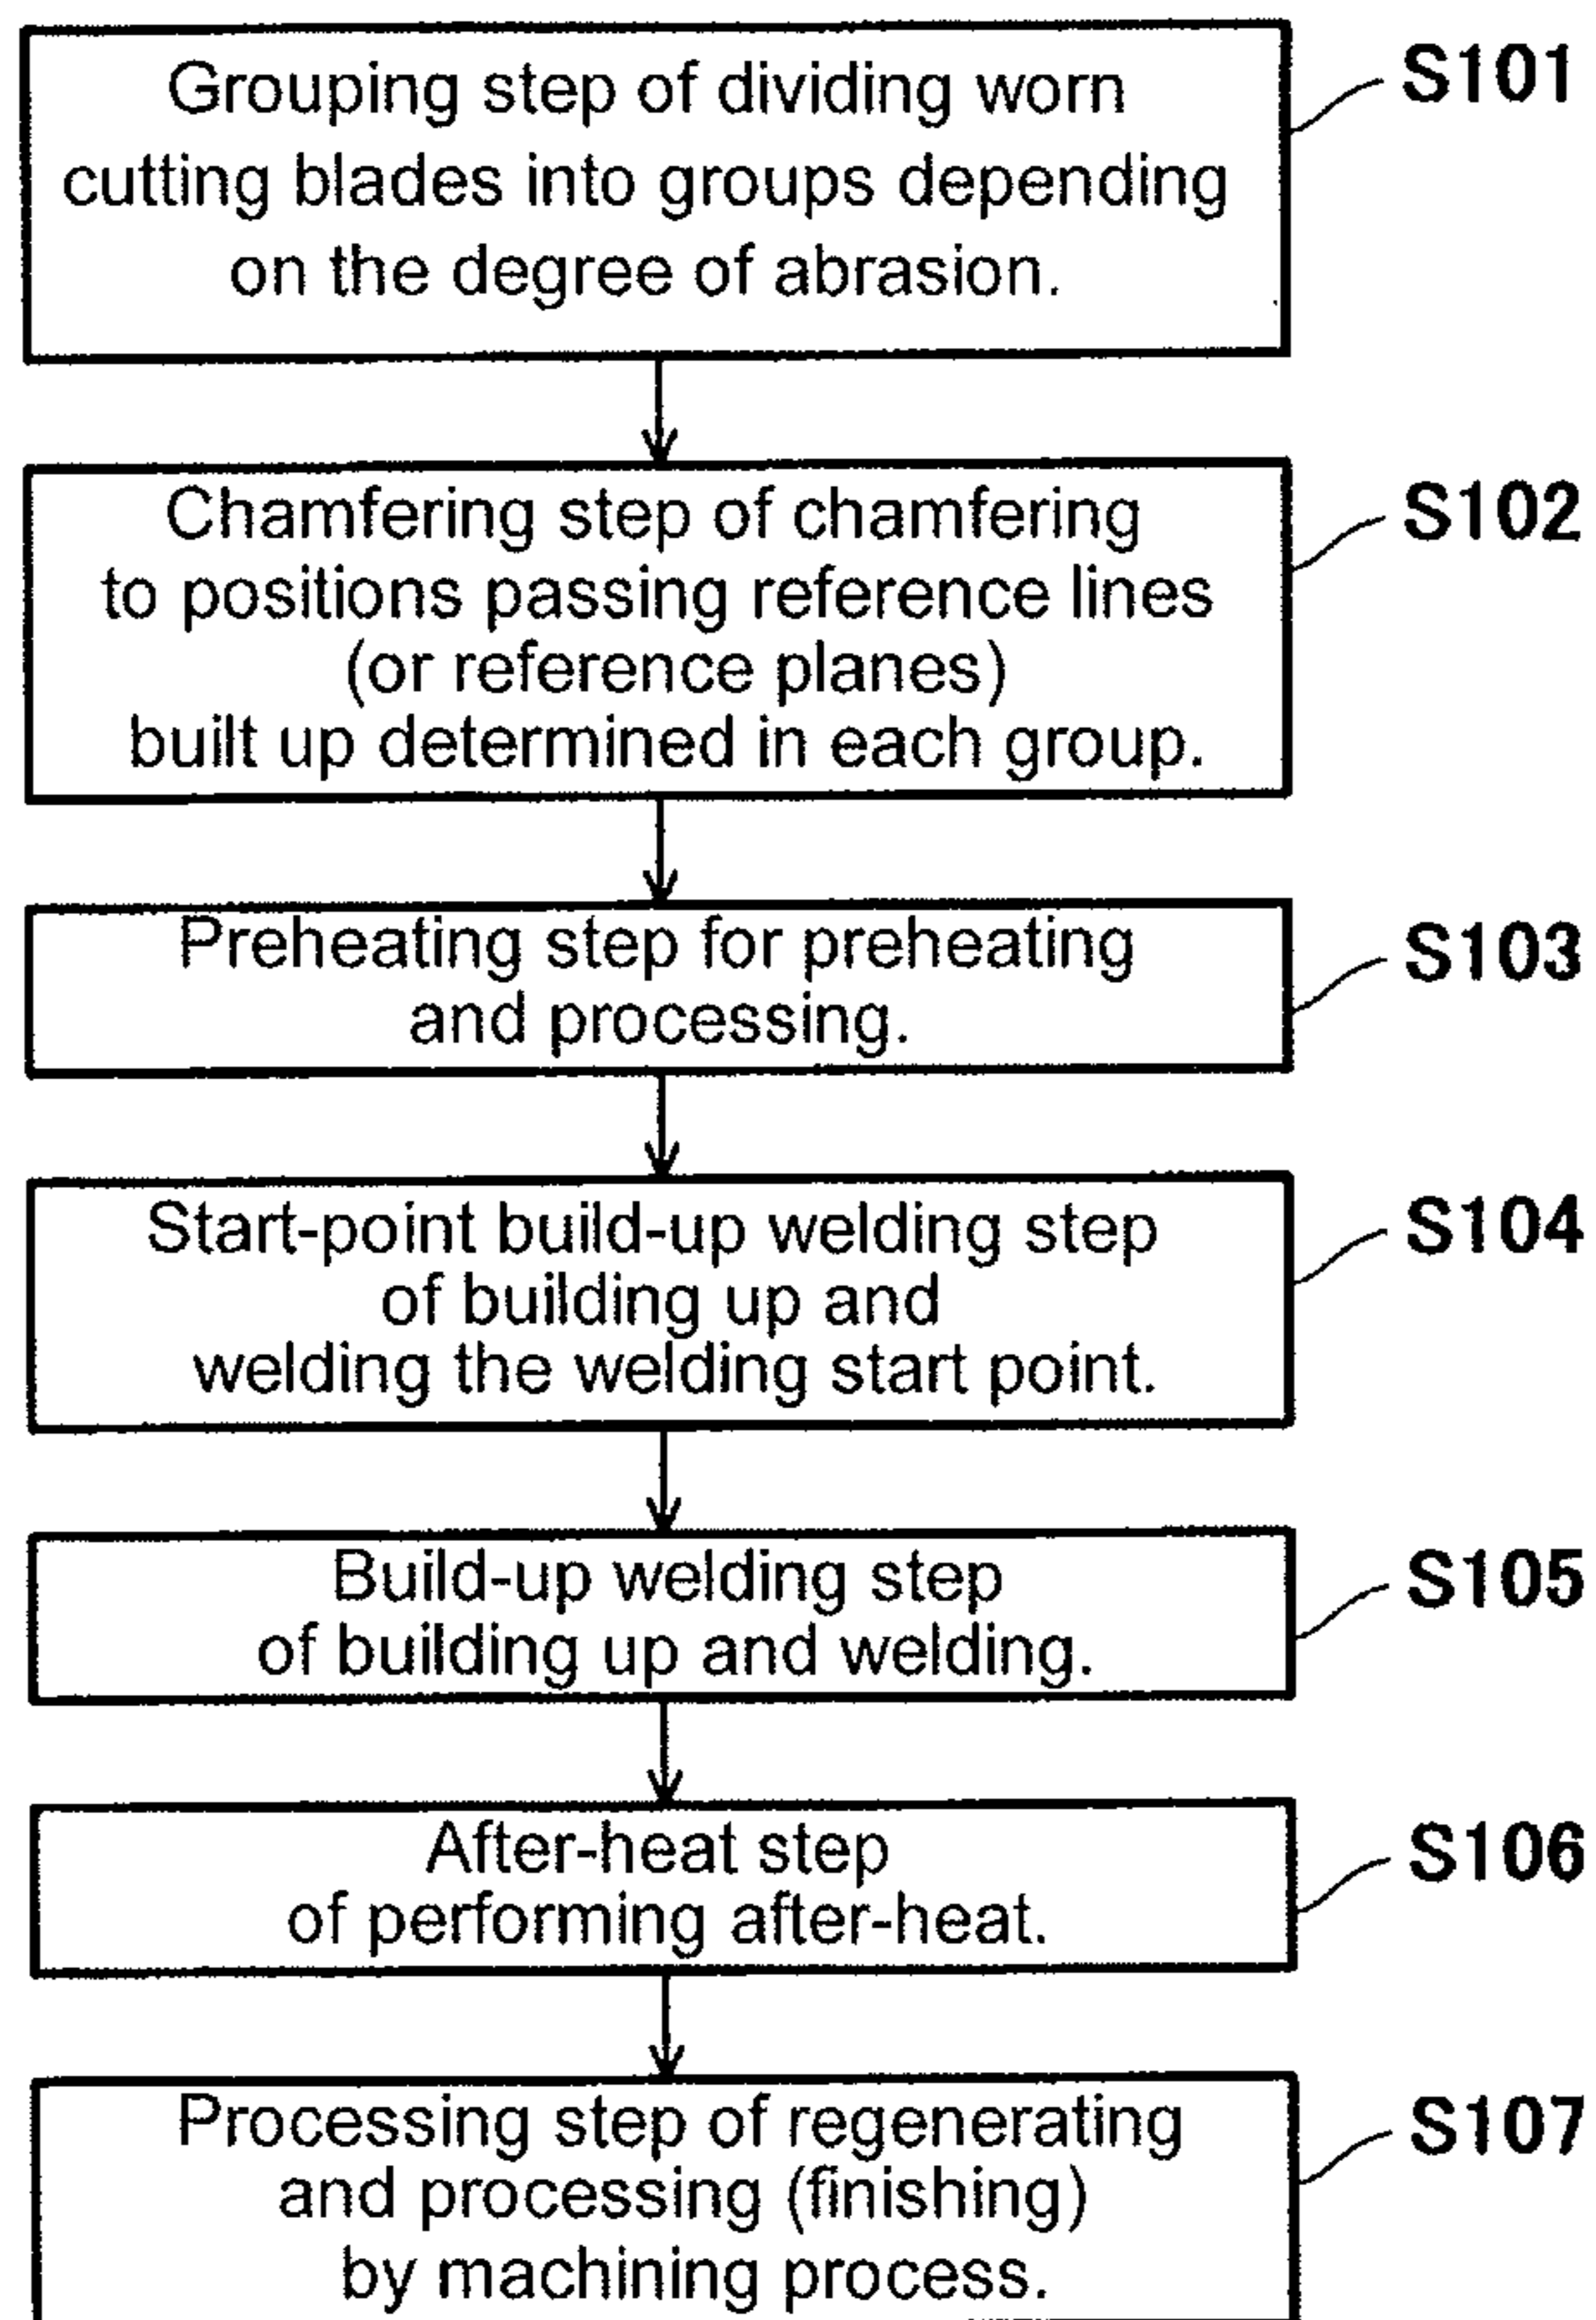 Grouping step of dividing worn
cutting blades into groups depending
on the degree of abrasion.
S101
Chamfering step of chamfering
to positions passing reference lines
(or reference planes)
built up determined in each group.
S102
Preheating step for preheating
and processing.
S103
Start-point build-up welding step
of building up and
welding the welding start point.
S104
Build-up welding step
of building up and welding.
S105
After-heat step
of performing after-heat.
S106
Processing step of regenerating
and processing (finishing)
by machining process.
S107